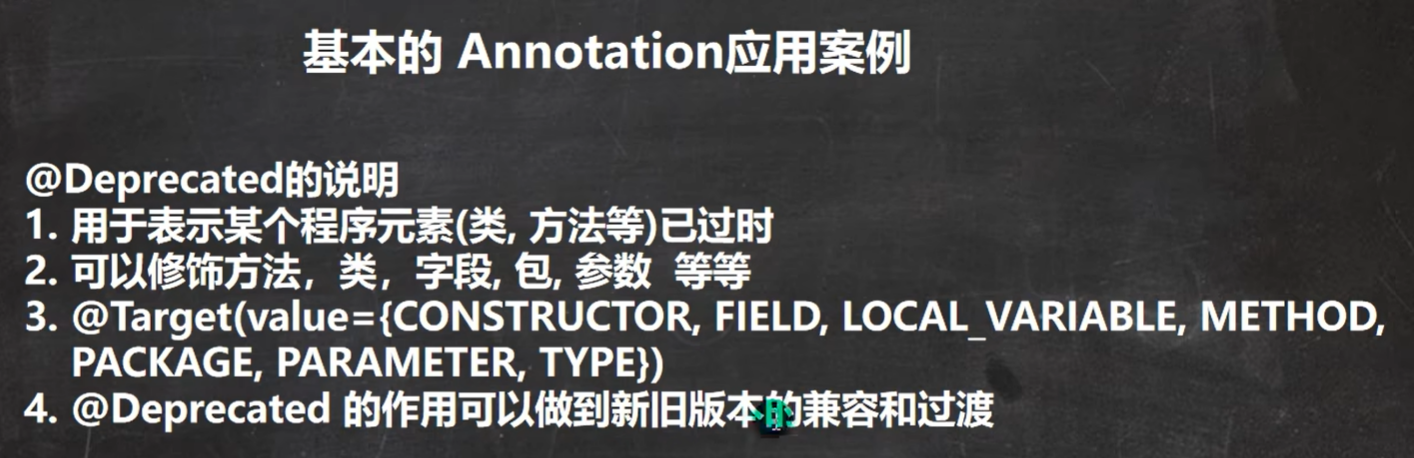 基本的 Annotation应用案例
@Deprecated的说明
1. 用于表示某个程序元素(类, 方法等)已过时
2. 可以修饰方法，类，字段, 包, 参数 等等
3. @Target(value={CONSTRUCTOR, FIELD, LOCAL_VARIABLE, METHOD,
PACKAGE, PARAMETER, TYPE})
4. @Deprecated 的作用可以做到新旧版本的兼容和过渡